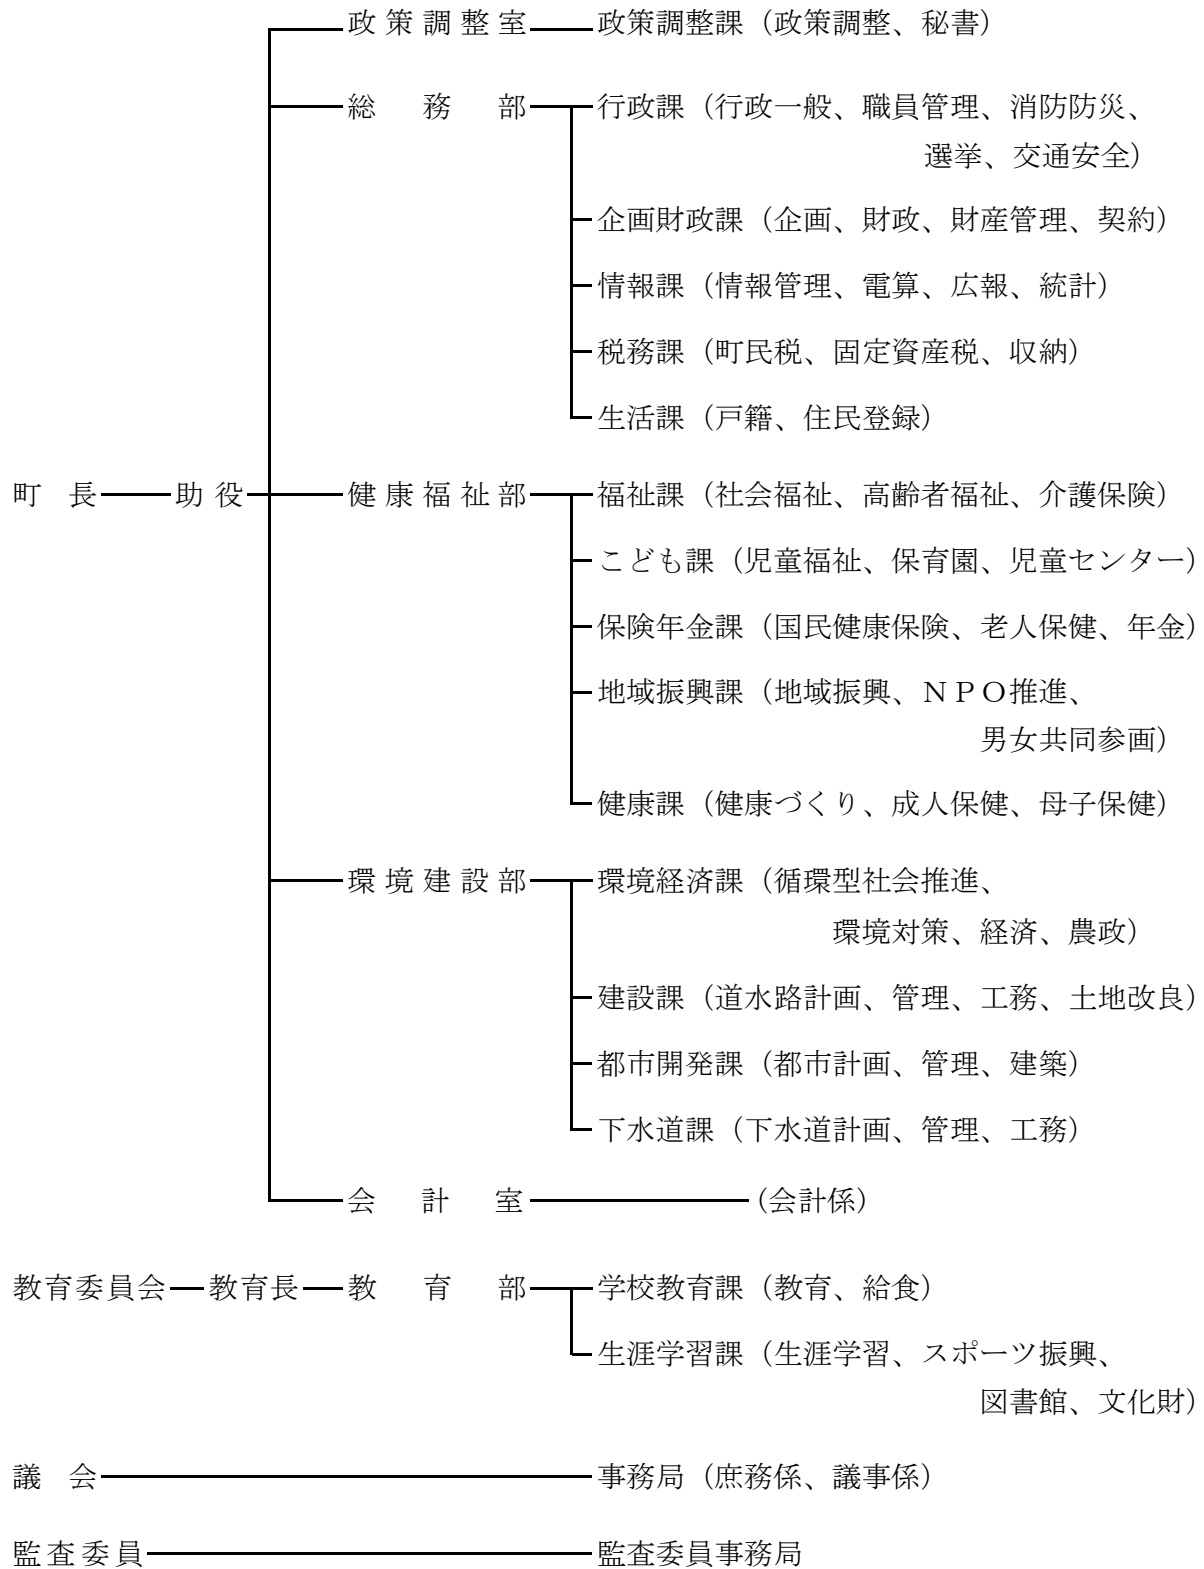 政策調整室 政策調整課（政策調整、秘書）
総務部 行政課（行政一般、職員管理、消防防災、
選挙、交通安全）
企画財政課（企画、財政、財産管理、契約）
情報課（情報管理、電算、広報、統計）
税務課（町民税、固定資産税、収納）
生活課（戸籍、住民登録）
町長 助役 健康福祉部 福祉課（社会福祉、高齢者福祉、介護保険）
こども課（児童福祉、保育園、児童センター）
保険年金課（国民健康保険、老人保健、年金）
地域振興課（地域振興、ＮＰＯ推進、
男女共同参画）
健康課（健康づくり、成人保健、母子保健）
環境建設部 環境経済課（循環型社会推進、
環境対策、経済、農政）
建設課（道水路計画、管理、工務、土地改良）
都市開発課（都市計画、管理、建築）
下水道課（下水道計画、管理、工務）
会計室 （会計係）
教育委員会 教育長 教育部 学校教育課（教育、給食）
生涯学習課（生涯学習、スポーツ振興、
図書館、文化財）
議会 事務局（庶務係、議事係）
監査委員 監査委員事務局